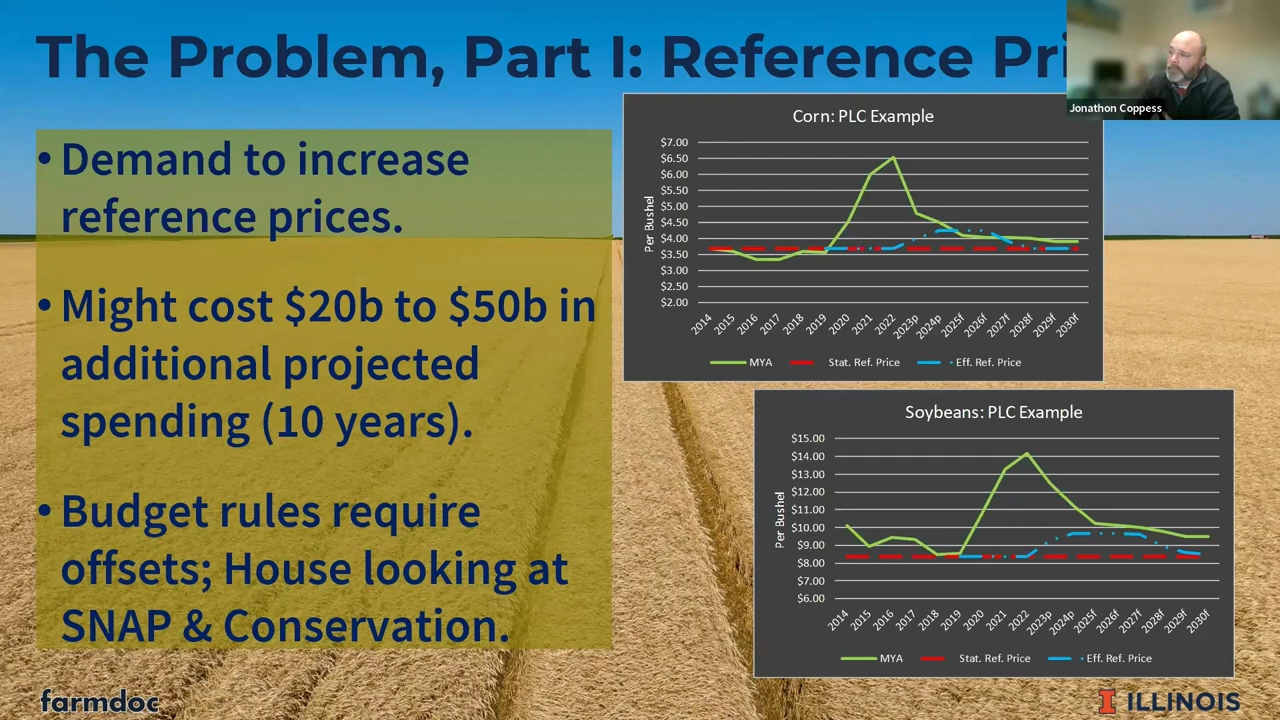 The Problem, Part I: Reference Pri
Jonathon Coppess
• Demand to increase
reference prices.
• Might cost $20b to $50b in
additional projected
spending (10 years).
• Budget rules require
offsets; House looking at
SNAP & Conservation.
Corn: PLC Example
Per Bushel
$7.00
$6.50
$6.00
$5.50
$5.00
$4.50
$4.00
$3.50
$3.00
$2.50
$2.00
2014 2015 2016 2017 2018 2019 2020 2021 2022 2023p 2024p 2025f 2026f 2027f 2028f 2029f 2030f
MYA Stat. Ref. Price Eff. Ref. Price
Soybeans: PLC Example
Per Bushel
$15.00
$14.00
$13.00
$12.00
$11.00
$10.00
$9.00
$8.00
$7.00
$6.00
2014 2015 2016 2017 2018 2019 2020 2021 2022 2023p 2024p 2025f 2026f 2027f 2028f 2029f 2030f
MYA Stat. Ref. Price Eff. Ref. Price
farmdoc
I ILLINOIS